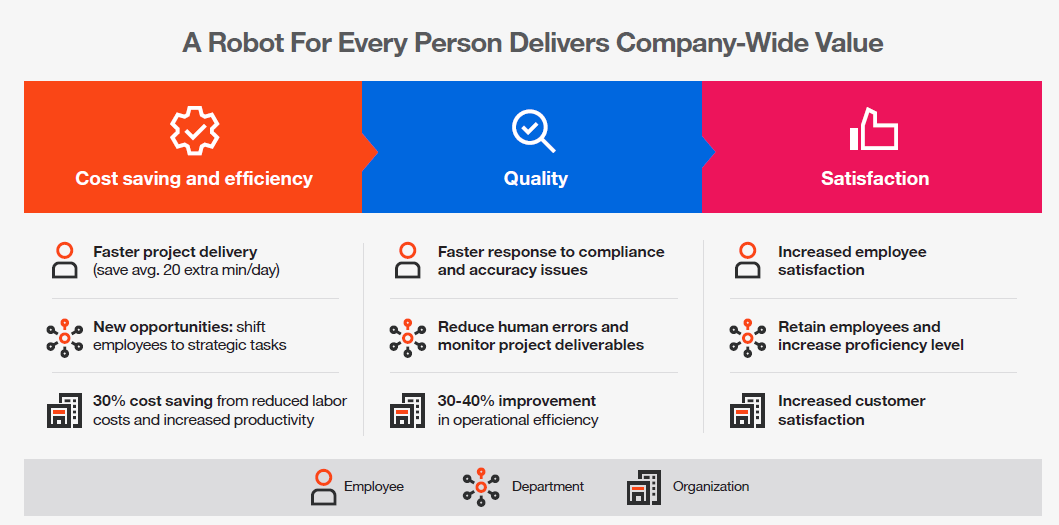 A Robot For Every Person Delivers Company-Wide Value
Cost saving and efficiency
Quality
Satisfaction
Faster project delivery
(save avg. 20 extra min/day)
Faster response to compliance
and accuracy issues
Increased employee
satisfaction
New opportunities: shift
employees to strategic tasks
Reduce human errors and
monitor project deliverables
Retain employees and
increase proficiency level
30% cost saving from reduced labor
costs and increased productivity
30-40% improvement
in operational efficiency
Increased customer
satisfaction
Employee
Department
Organization